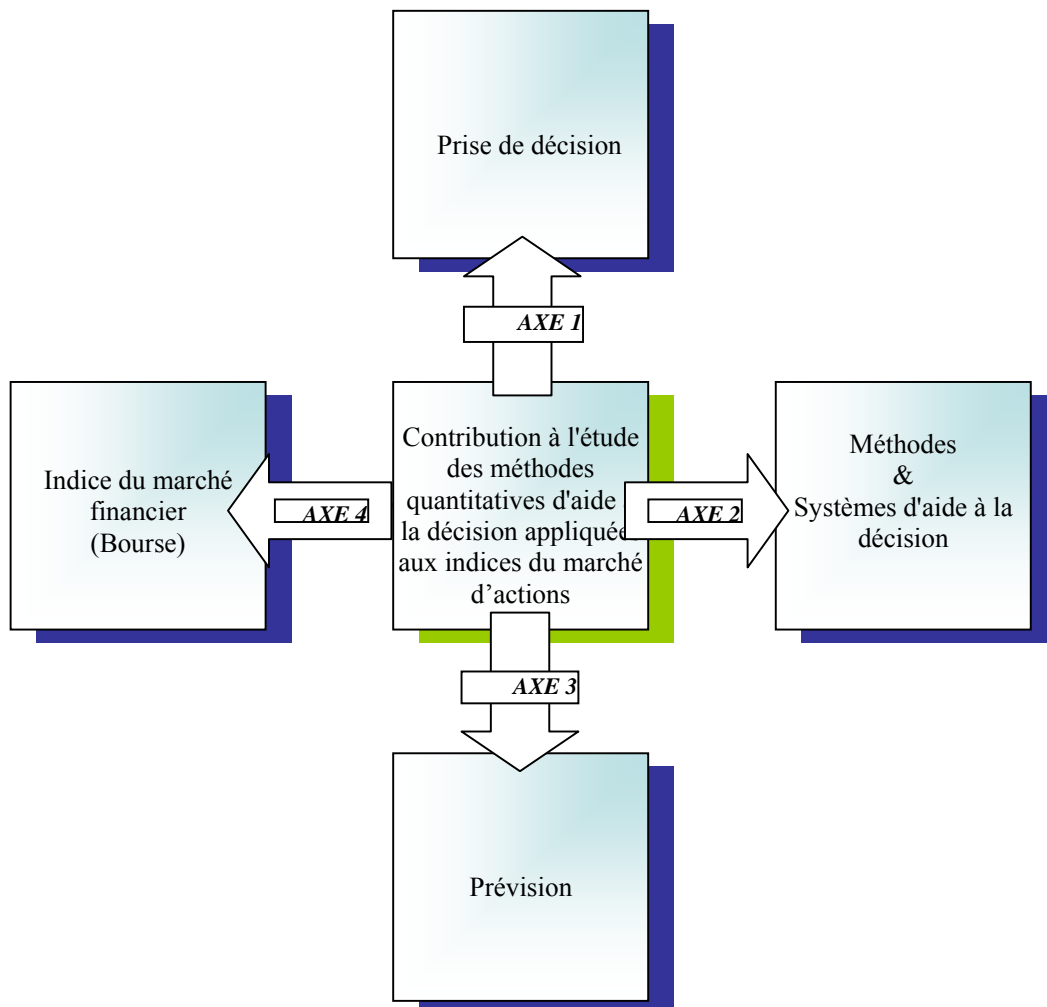 Prise de décision
AXE 1
Indice du marché
financier
(Bourse)
AXE 4
Contribution à l'étude
des méthodes
quantitatives d'aide
la décision appliquée
aux indices du marché
d'actions
AXE 2
Méthodes
&
Systèmes d'aide à la
décision
AXE 3
Prévision